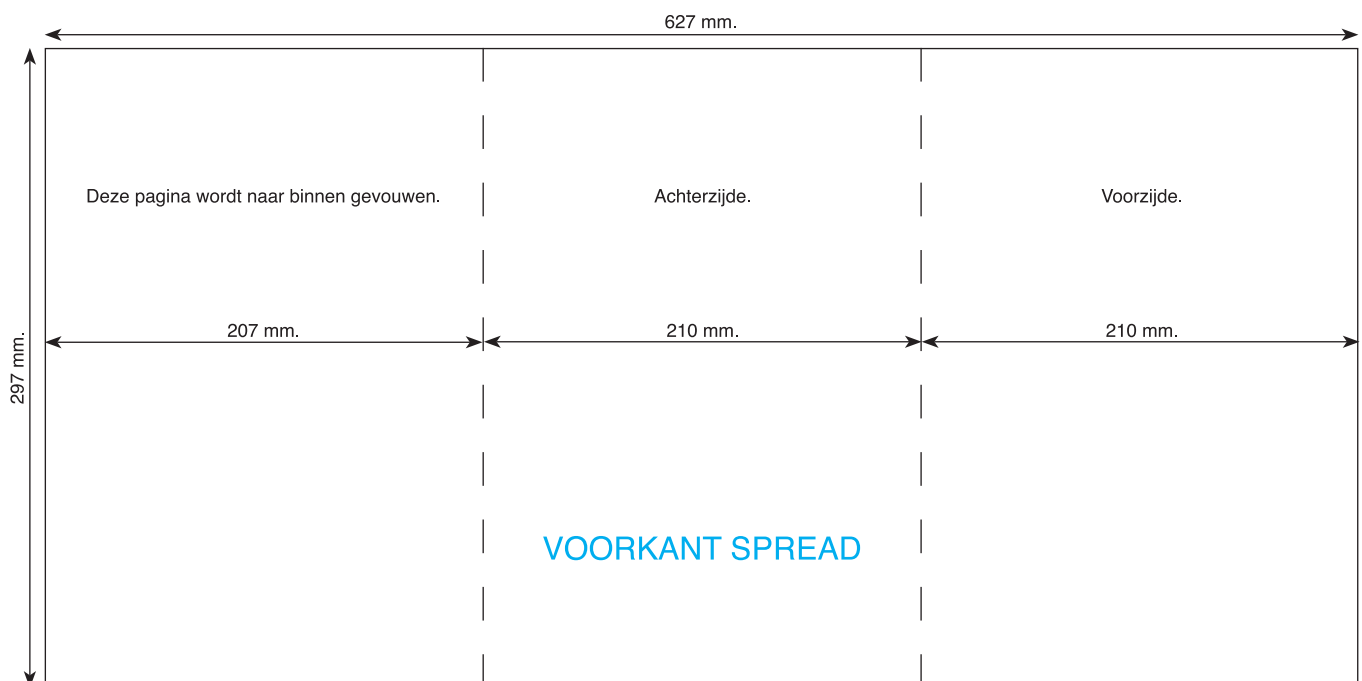 627 mm.
Deze pagina wordt naar binnen gevouwen.
Achterzijde.
Voorzijde.
297 mm.
207 mm.
210 mm.
210 mm.
VOORKANT SPREAD